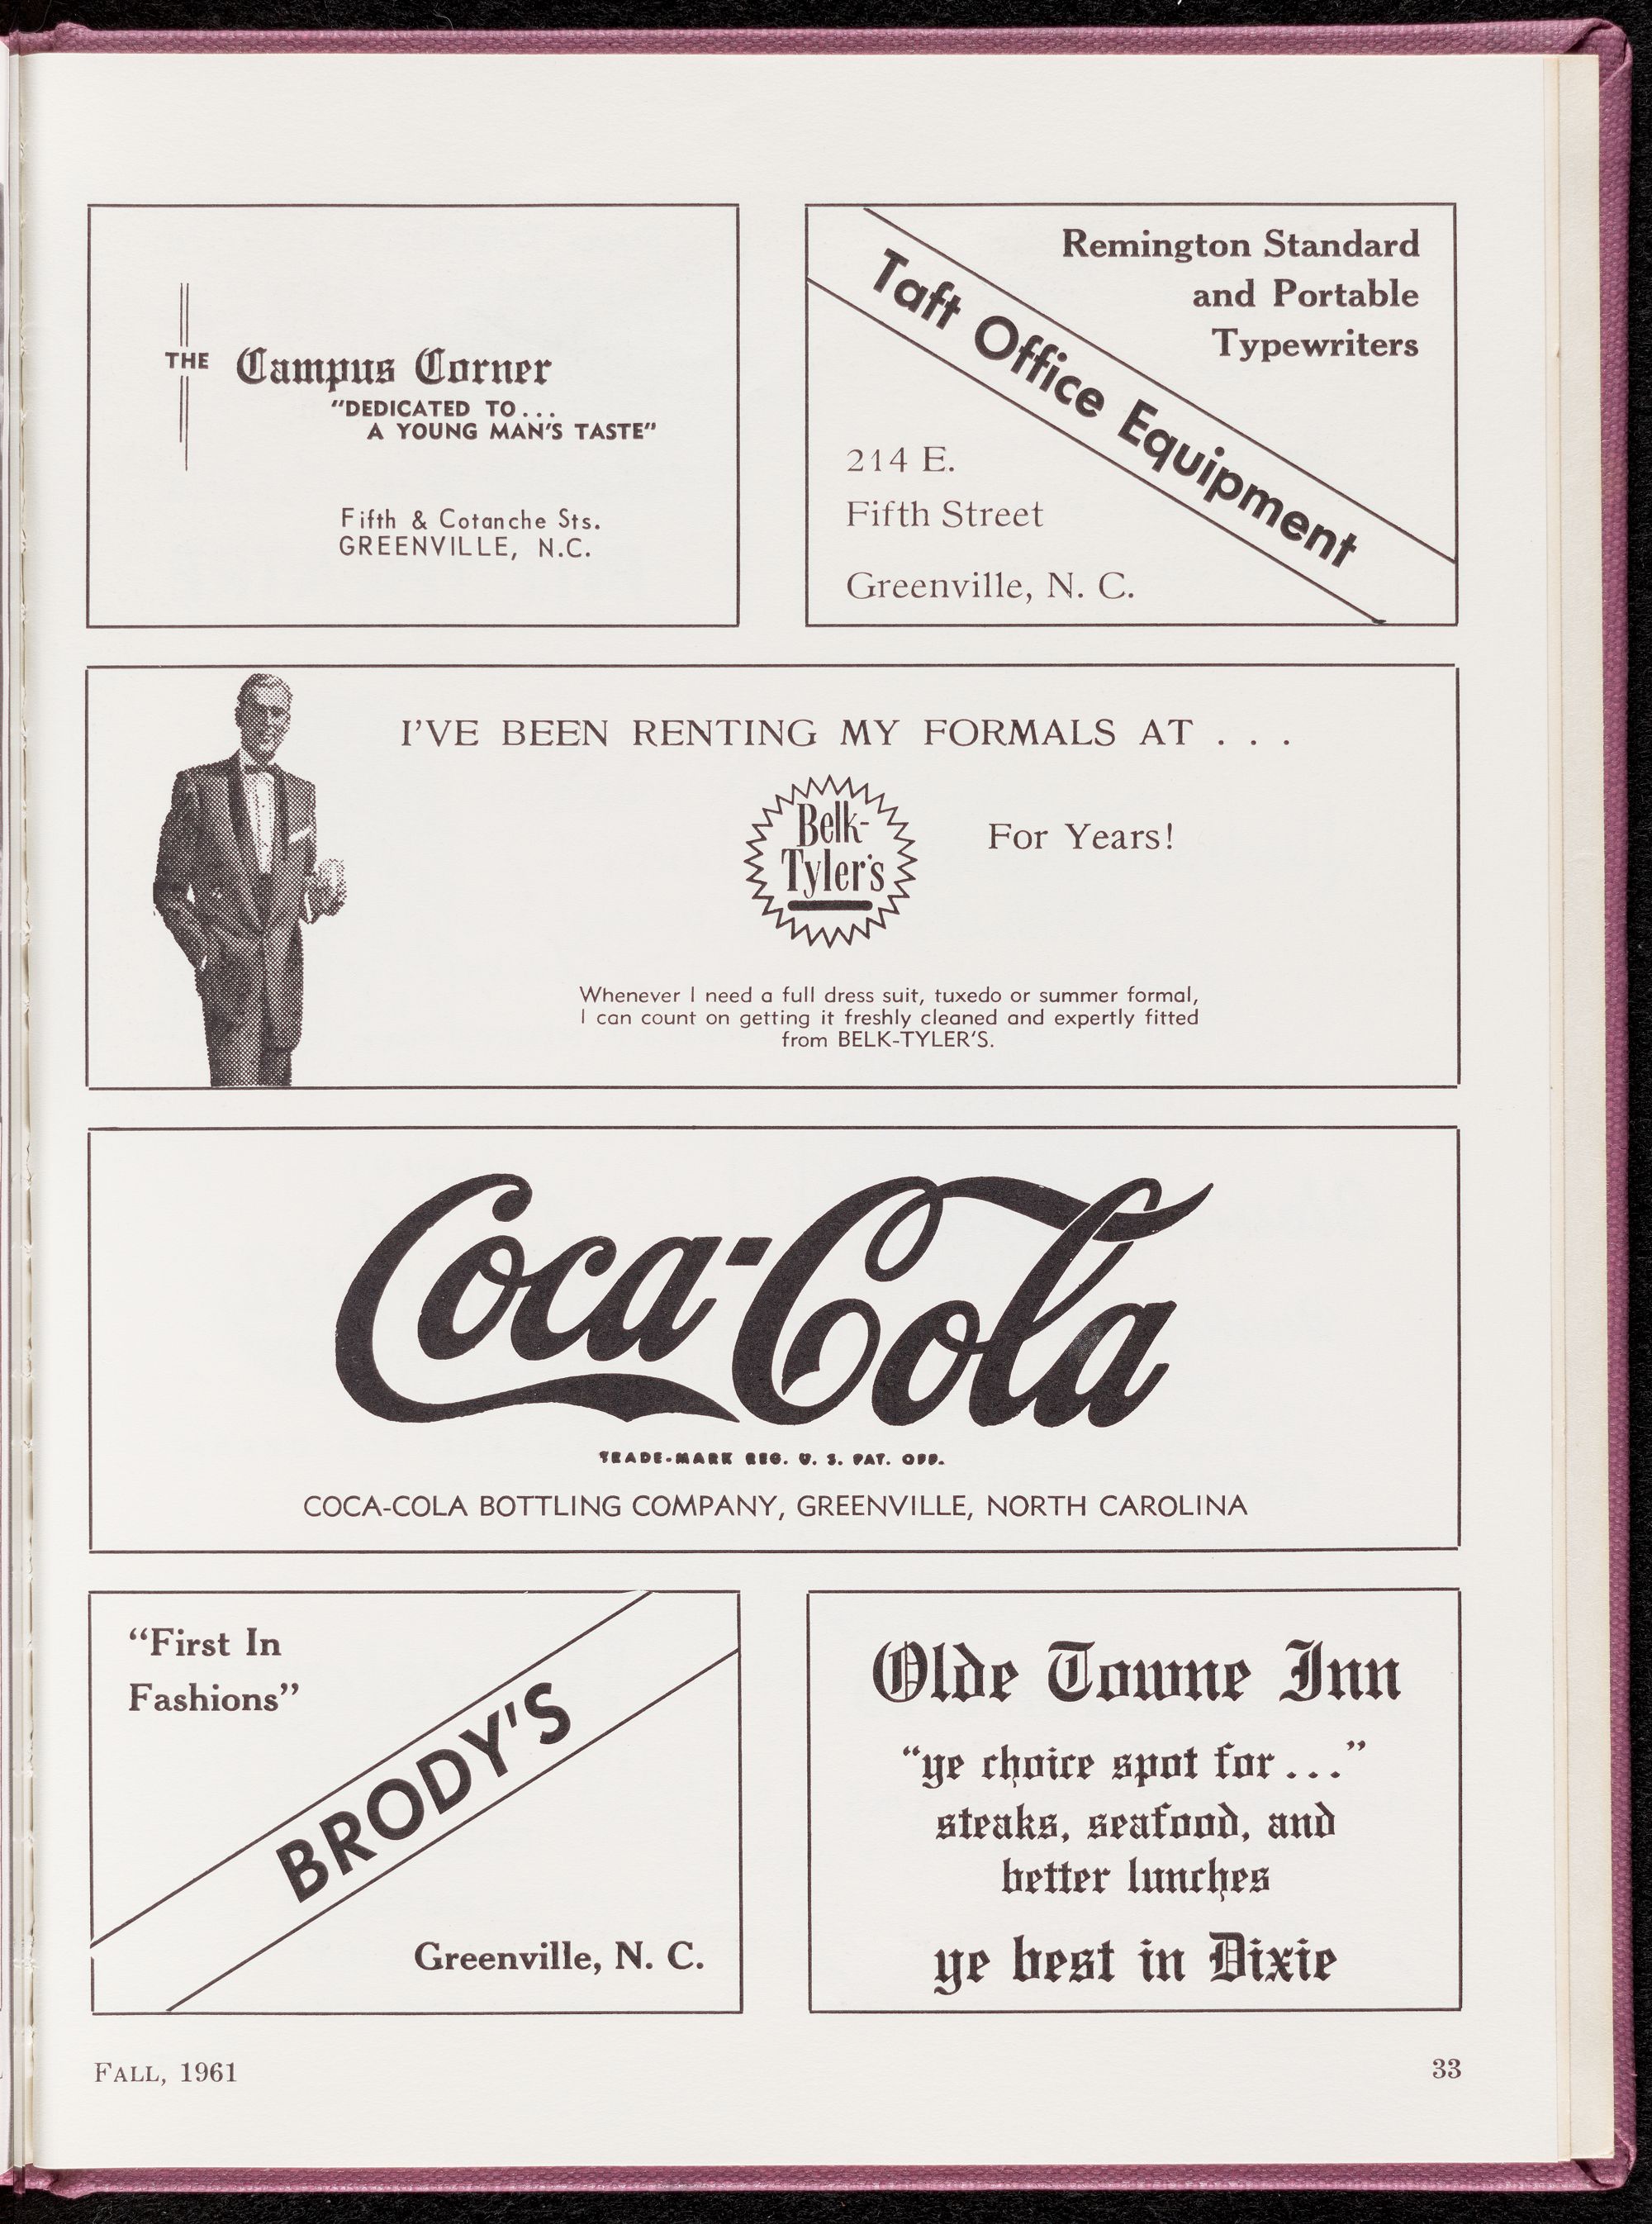 THE Campus Corner
"DEDICATED TO...
A YOUNG MAN'S TASTE"
Fifth & Cotanche Sts.
GREENVILLE, N.C.
Remington Standard
and Portable
Typewriters
Taft Office Equipment
214 E.
Fifth Street
Greenville, N. C.
I'VE BEEN RENTING MY FORMALS AT . . .
Belk-
Tyler's
For Years!
Whenever I need a full dress suit, tuxedo or summer formal,
I can count on getting it freshly cleaned and expertly fitted
from BELK-TYLER'S.
Coca-Cola
TRADE-MARK REG. U. S. PAT. OFF.
COCA-COLA BOTTLING COMPANY, GREENVILLE, NORTH CAROLINA
"First In
Fashions"
BRODY'S
Greenville, N. C.
Olde Towne Inn
"ye choice spot for..."
steaks, seafood, and
better lunches
ye best in Dixie
FALL, 1961
33